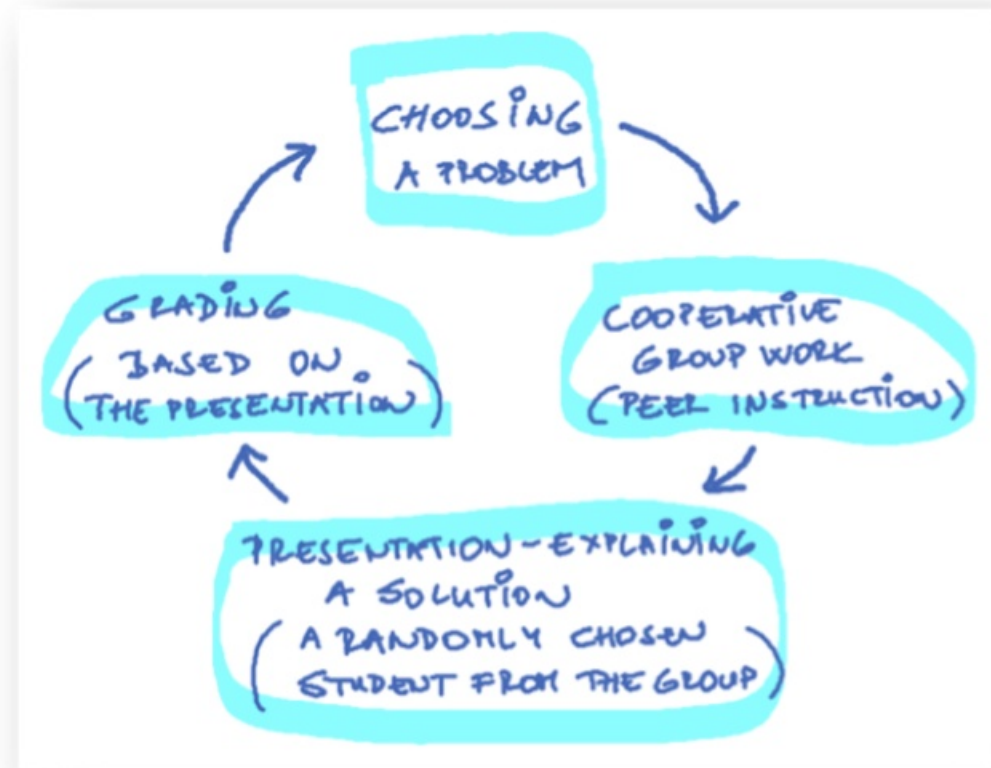 CHOOSING
A PROBLEM
COOPERATIVE
GROUP WORK
(PEER INSTRUCTION)
PRESENTATION - EXPLAINING
A SOLUTION
(A RANDOMLY CHOSEN
STUDENT FROM THE GROUP)
GRADING
(BASED ON
THE PRESENTATION)